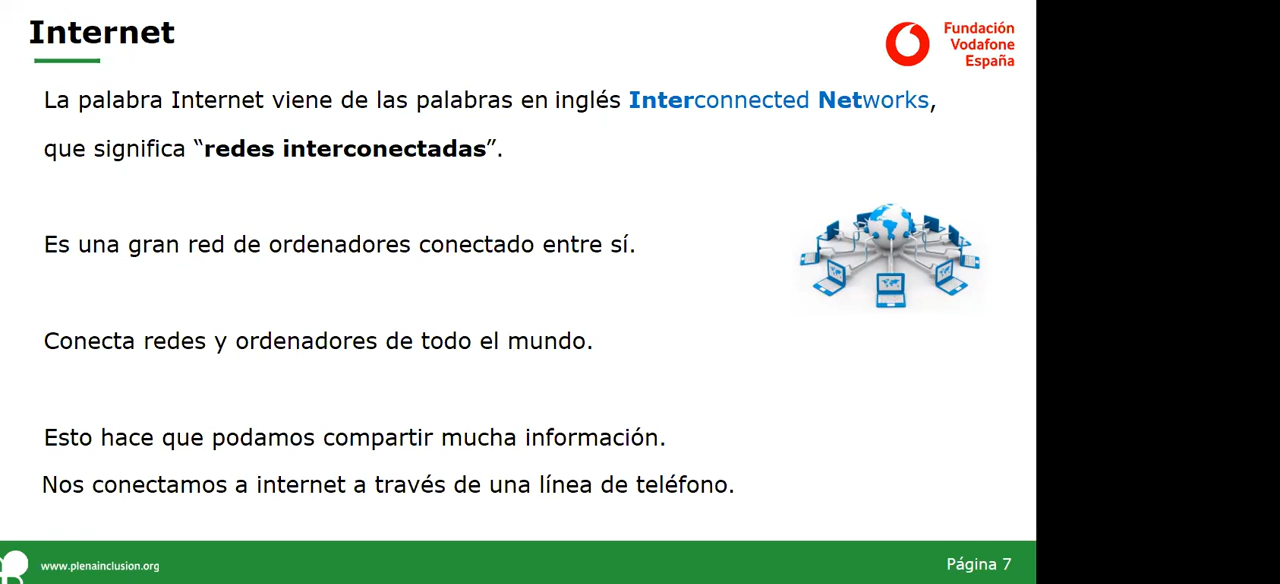 Internet
Fundación
Vodafone
España
La palabra Internet viene de las palabras en inglés Interconnected Networks,
que significa “redes interconectadas”.
Es una gran red de ordenadores conectado entre sí.
Conecta redes y ordenadores de todo el mundo.
Esto hace que podamos compartir mucha información.
Nos conectamos a internet a través de una línea de teléfono.
www.plenainclusion.org
Página 7